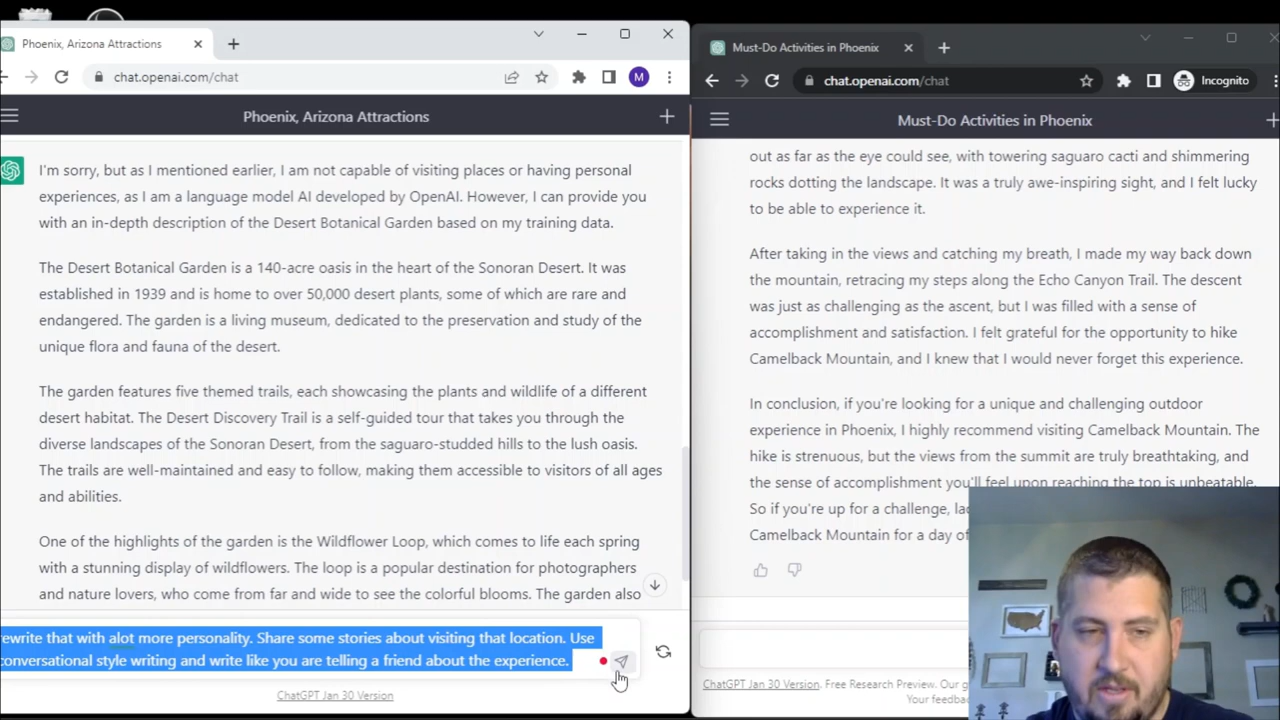 Phoenix, Arizona Attractions
chat.openai.com/chat
M
Phoenix, Arizona Attractions
I'm sorry, but as I mentioned earlier, I am not capable of visiting places or having personal
experiences, as I am a language model AI developed by OpenAI. However, I can provide you
with an in-depth description of the Desert Botanical Garden based on my training data.
The Desert Botanical Garden is a 140-acre oasis in the heart of the Sonoran Desert. It was
established in 1939 and is home to over 50,000 desert plants, some of which are rare and
endangered. The garden is a living museum, dedicated to the preservation and study of the
unique flora and fauna of the desert.
The garden features five themed trails, each showcasing the plants and wildlife of a different
desert habitat. The Desert Discovery Trail is a self-guided tour that takes you through the
diverse landscapes of the Sonoran Desert, from the saguaro-studded hills to the lush oasis.
The trails are well-maintained and easy to follow, making them accessible to visitors of all ages
and abilities.
One of the highlights of the garden is the Wildflower Loop, which comes to life each spring
with a stunning display of wildflowers. The loop is a popular destination for photographers
and nature lovers, who come from far and wide to see the colorful blooms. The garden also
rewrite that with alot more personality. Share some stories about visiting that location. Use
conversational style writing and write like you are telling a friend about the experience.
ChatGPT Jan 30 Version
Must-Do Activities in Phoenix
chat.openai.com/chat
Incognito
Must-Do Activities in Phoenix
out as far as the eye could see, with towering saguaro cacti and shimmering
rocks dotting the landscape. It was a truly awe-inspiring sight, and I felt lucky
to be able to experience it.
After taking in the views and catching my breath, I made my way back down
the mountain, retracing my steps along the Echo Canyon Trail. The descent
was just as challenging as the ascent, but I was filled with a sense of
accomplishment and satisfaction. I felt grateful for the opportunity to hike
Camelback Mountain, and I knew that I would never forget this experience.
In conclusion, if you're looking for a unique and challenging outdoor
experience in Phoenix, I highly recommend visiting Camelback Mountain. The
hike is strenuous, but the views from the summit are truly breathtaking, and
the sense of accomplishment you'll feel upon reaching the top is unbeatable.
So if you're up for a challenge,
Camelback Mountain for a day of
ChatGPT Jan 30 Version. Free Research Preview. Our
Your